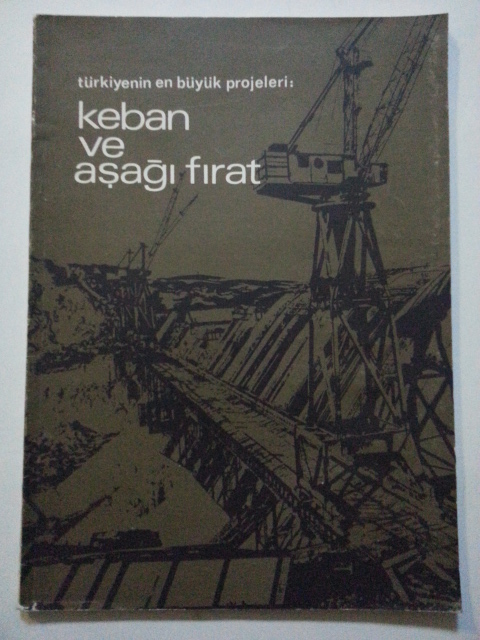 türkiyenin en büyük projeleri:
keban
ve
aşağı fırat